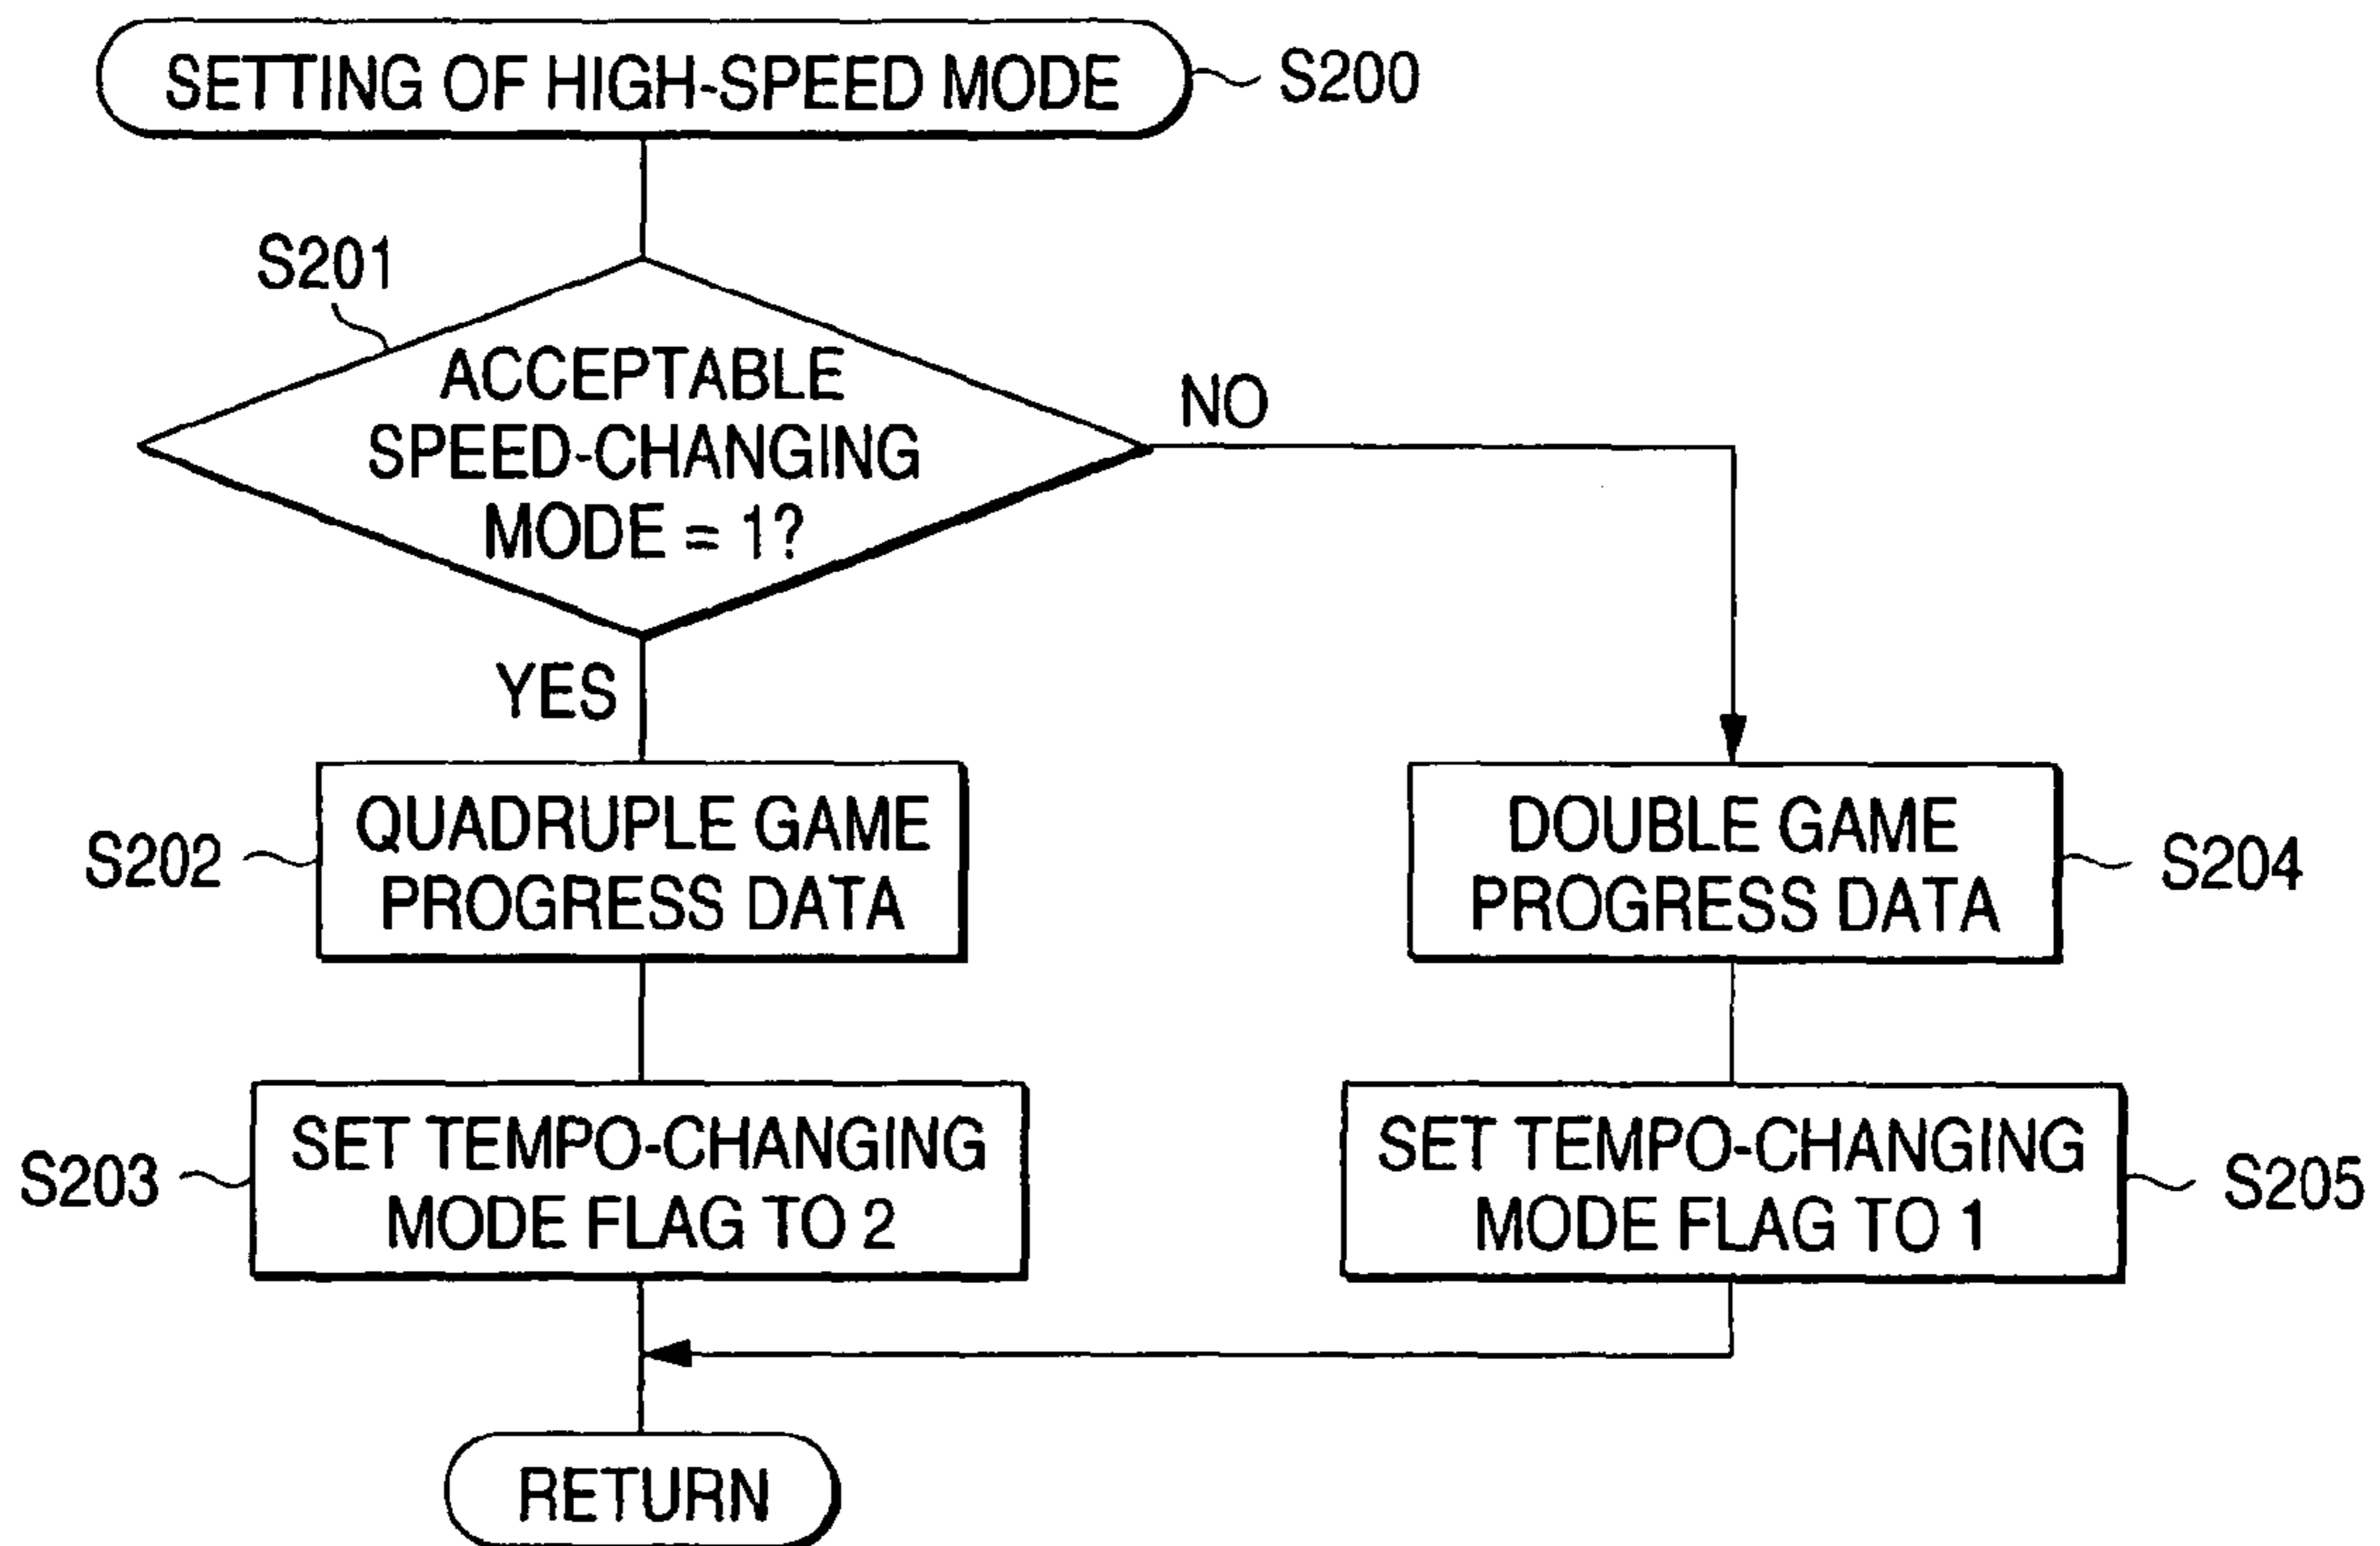 SETTING OF HIGH-SPEED MODE
S200
S201
ACCEPTABLE
SPEED-CHANGING
MODE = 1?
NO
YES
S202
QUADRUPLE GAME
PROGRESS DATA
DOUBLE GAME
PROGRESS DATA
S204
S203
SET TEMPO-CHANGING
MODE FLAG TO 2
SET TEMPO-CHANGING
MODE FLAG TO 1
S205
RETURN